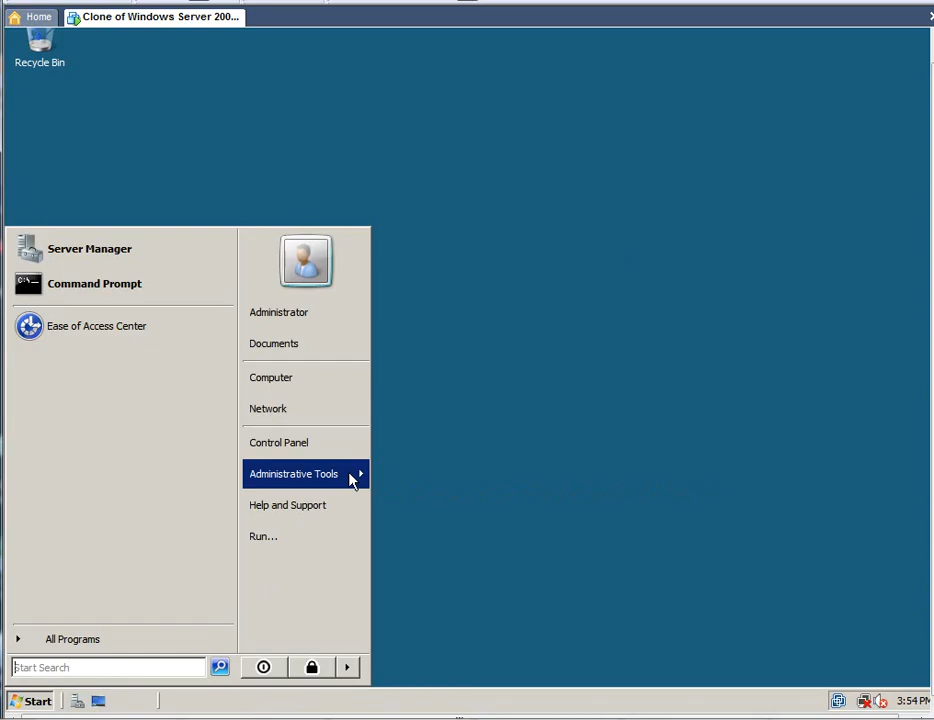 Home
Clone of Windows Server 200...
Recycle Bin
Server Manager
Command Prompt
Ease of Access Center
Administrator
Documents
Computer
Network
Control Panel
Administrative Tools
Help and Support
Run...
All Programs
Start Search
Start
3:54 PM